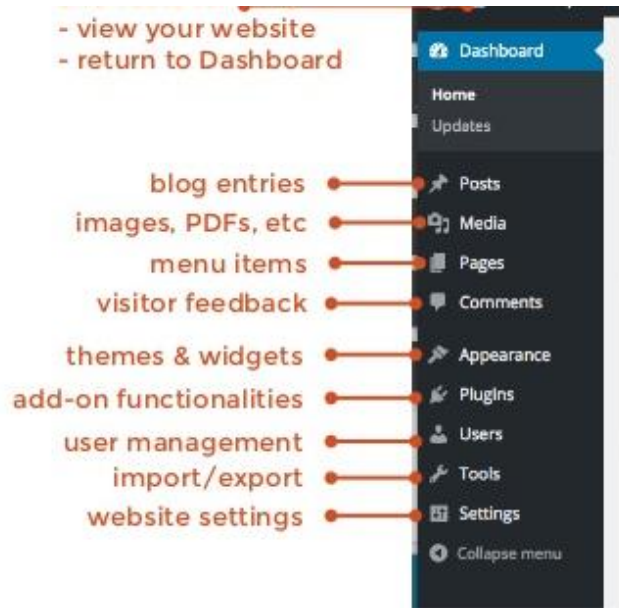 - view your website
- return to Dashboard
Dashboard
Home
Updates
blog entries Posts
images, PDFs, etc Media
menu items Pages
visitor feedback Comments
themes & widgets Appearance
add-on functionalities Plugins
user management Users
import/export Tools
website settings Settings
Collapse menu